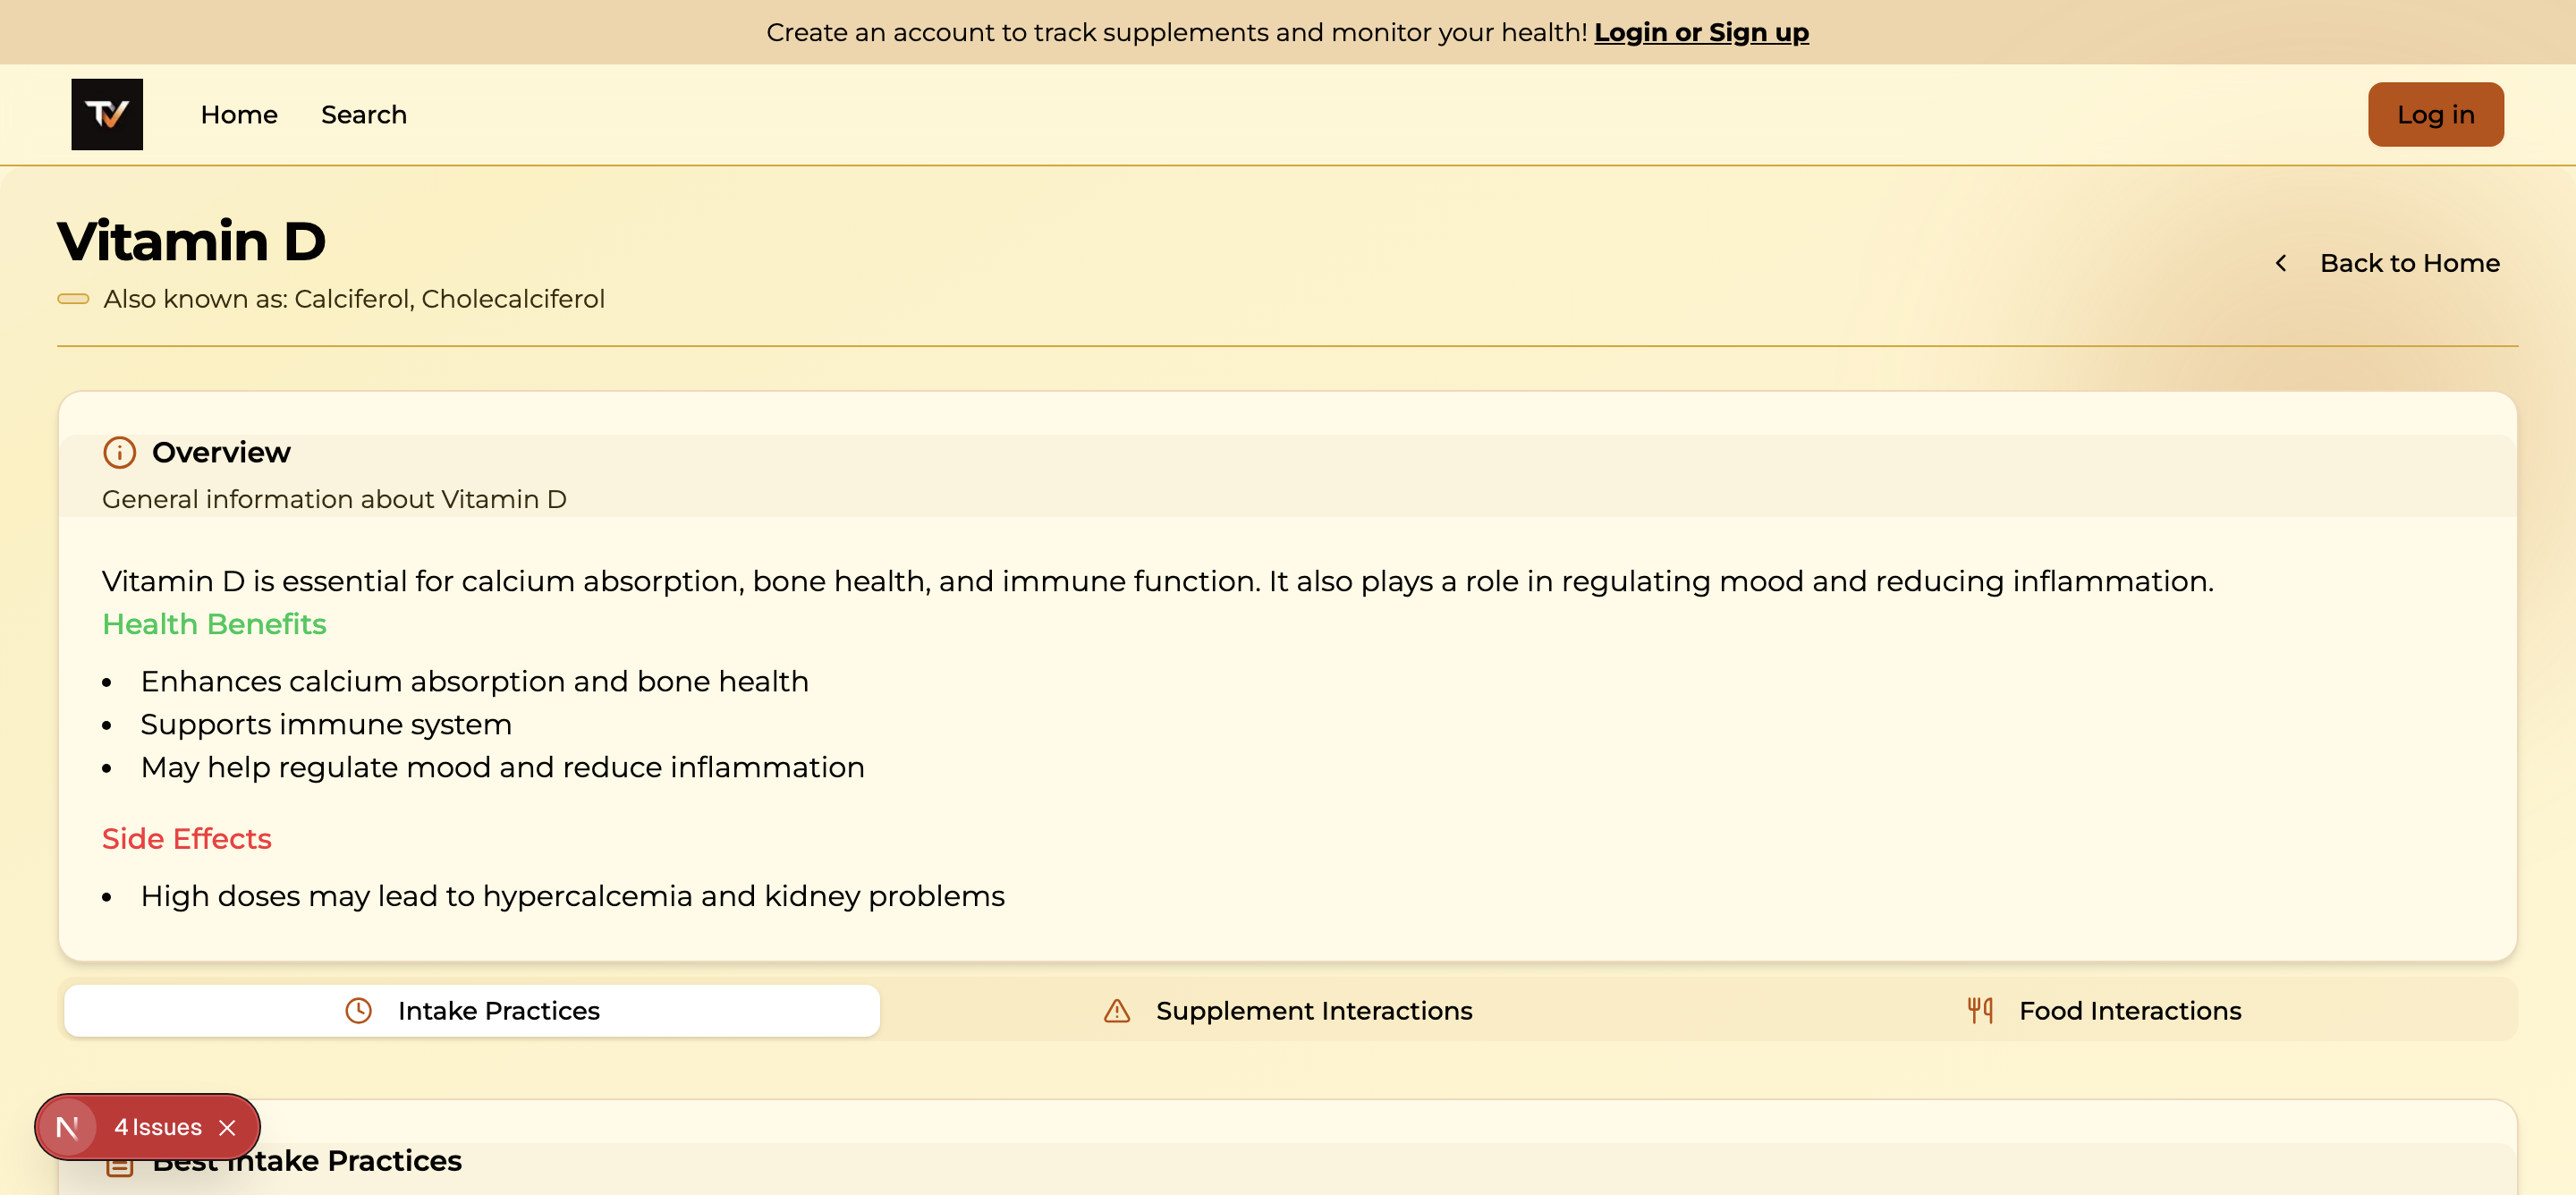 Create an account to track supplements and monitor your health! Login or Sign up
TV
Home
Search
Log in
Vitamin D
Also known as: Calciferol, Cholecalciferol
Back to Home
Overview
General information about Vitamin D
Vitamin D is essential for calcium absorption, bone health, and immune function. It also plays a role in regulating mood and reducing inflammation.
Health Benefits
• Enhances calcium absorption and bone health
• Supports immune system
• May help regulate mood and reduce inflammation
Side Effects
• High doses may lead to hypercalcemia and kidney problems
Intake Practices
Supplement Interactions
Food Interactions
N 4 Issues
Best Intake Practices